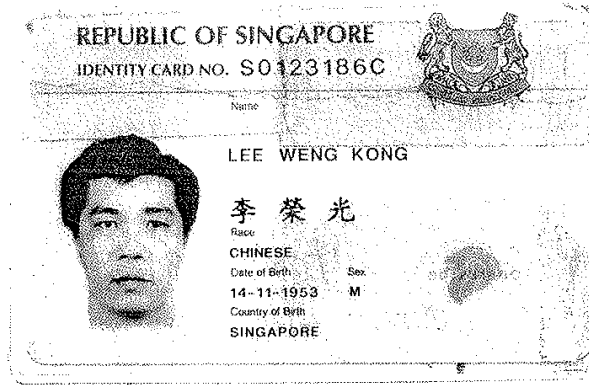 REPUBLIC OF SINGAPORE
IDENTITY CARD NO. S0123186C
Name
LEE WENG KONG
李榮光
Race
CHINESE
Date of Birth Sex
14-11-1953 M
Country of Birth
SINGAPORE